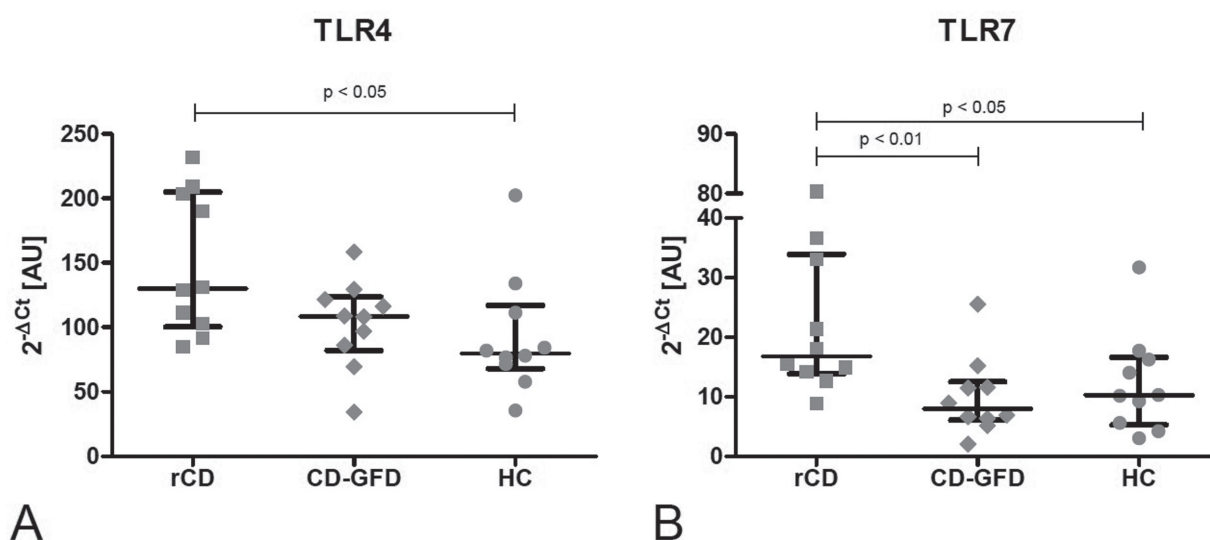 TLR4
p < 0.05
2^-ΔCt [AU]
250
200
150
100
50
0
rCD CD-GFD HC
A
TLR7
p < 0.05
p < 0.01
2^-ΔCt [AU]
90
80
40
30
20
10
0
rCD CD-GFD HC
B